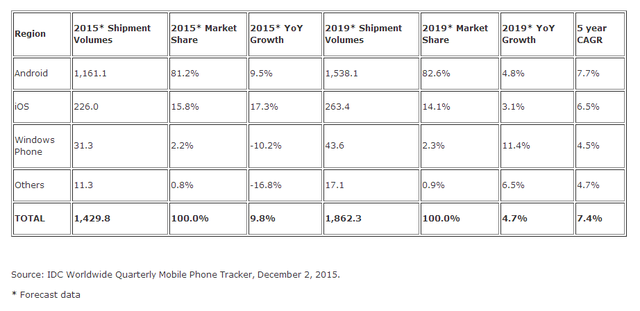 Region 2015* Shipment Volumes 2015* Market Share 2015* YoY Growth 2019* Shipment Volumes 2019* Market Share 2019* YoY Growth 5 year CAGR
Android 1,161.1 81.2% 9.5% 1,538.1 82.6% 4.8% 7.7%
iOS 226.0 15.8% 17.3% 263.4 14.1% 3.1% 6.5%
Windows Phone 31.3 2.2% -10.2% 43.6 2.3% 11.4% 4.5%
Others 11.3 0.8% -16.8% 17.1 0.9% 6.5% 4.7%
TOTAL 1,429.8 100.0% 9.8% 1,862.3 100.0% 4.7% 7.4%
Source: IDC Worldwide Quarterly Mobile Phone Tracker, December 2, 2015.
* Forecast data